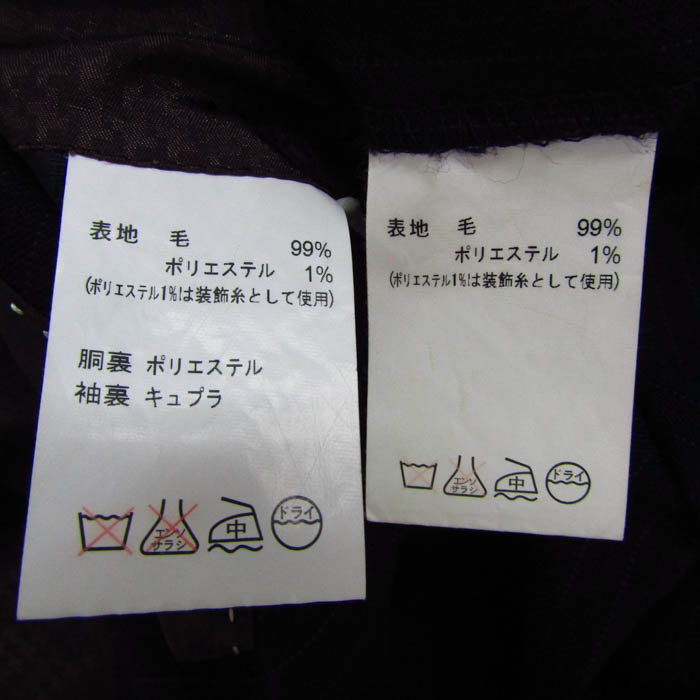 表地 毛 99%
ポリエステル 1%
(ポリエステル1%は装飾糸として使用)
胴裏 ポリエステル
袖裏 キュプラ
エンソ
サラシ
中
ドライ
表地 毛 99%
ポリエステル 1%
(ポリエステル1%は装飾糸として使用)
エンソ
サラシ
中
ドライ